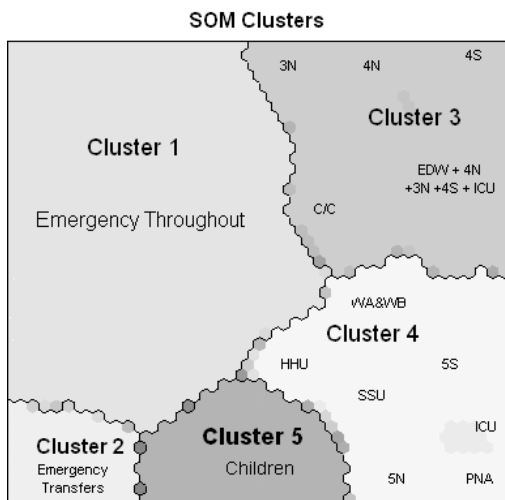 SOM Clusters
3N
4N
4S
Cluster 3
Cluster 1
EDW + 4N
+3N +4S + ICU
C/C
Emergency Throughout
WA&WB
Cluster 4
HHU
5S
SSU
ICU
Cluster 2
Emergency
Transfers
Cluster 5
Children
5N
PNA